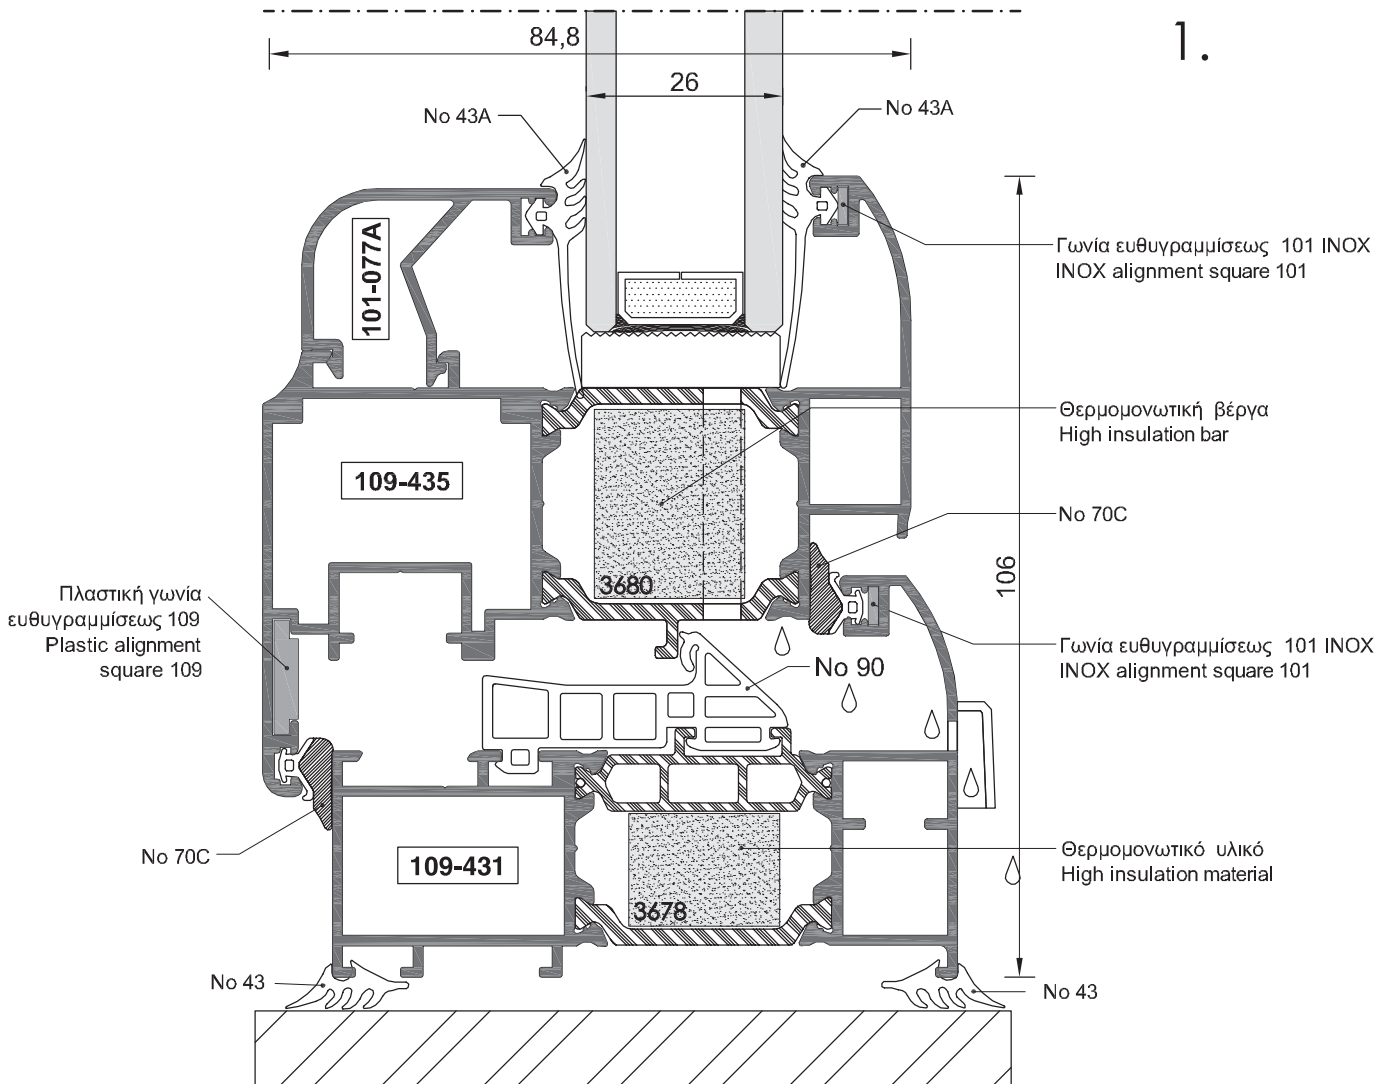 1.
84,8
26
No 43A
No 43A
Γωνία ευθυγραμμίσεως 101 INOX
INOX alignment square 101
101-077A
Θερμομονωτική βέργα
High insulation bar
109-435
No 70C
106
3680
Πλαστική γωνία
ευθυγραμμίσεως 109
Plastic alignment
square 109
Γωνία ευθυγραμμίσεως 101 INOX
INOX alignment square 101
No 90
No 70C
109-431
Θερμομονωτικό υλικό
High insulation material
3678
No 43
No 43